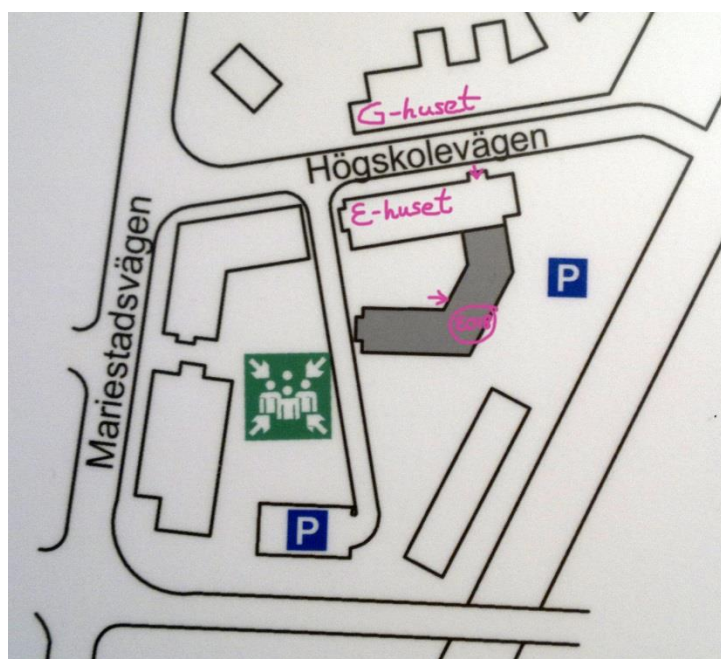 G-huset
Högskolevägen
E-huset
P
Mariestadsvägen
P